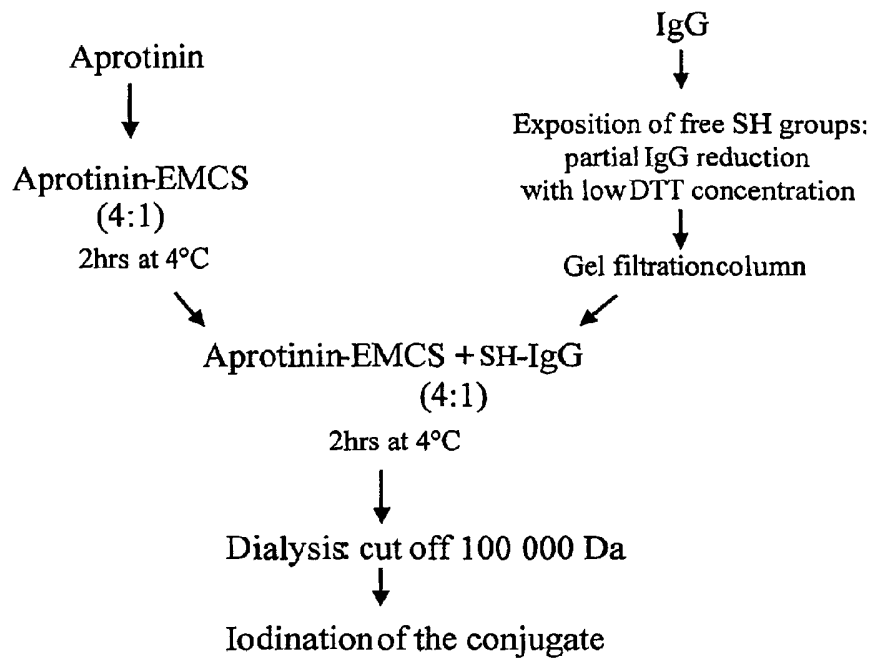 Aprotinin
Aprotinin-EMCS
(4:1)
2hrs at 4°C
IgG
Exposition of free SH groups:
partial IgG reduction
with low DTT concentration
Gel filtration column
Aprotinin-EMCS + SH-IgG
(4:1)
2hrs at 4°C
Dialysis: cut off 100 000 Da
Iodination of the conjugate